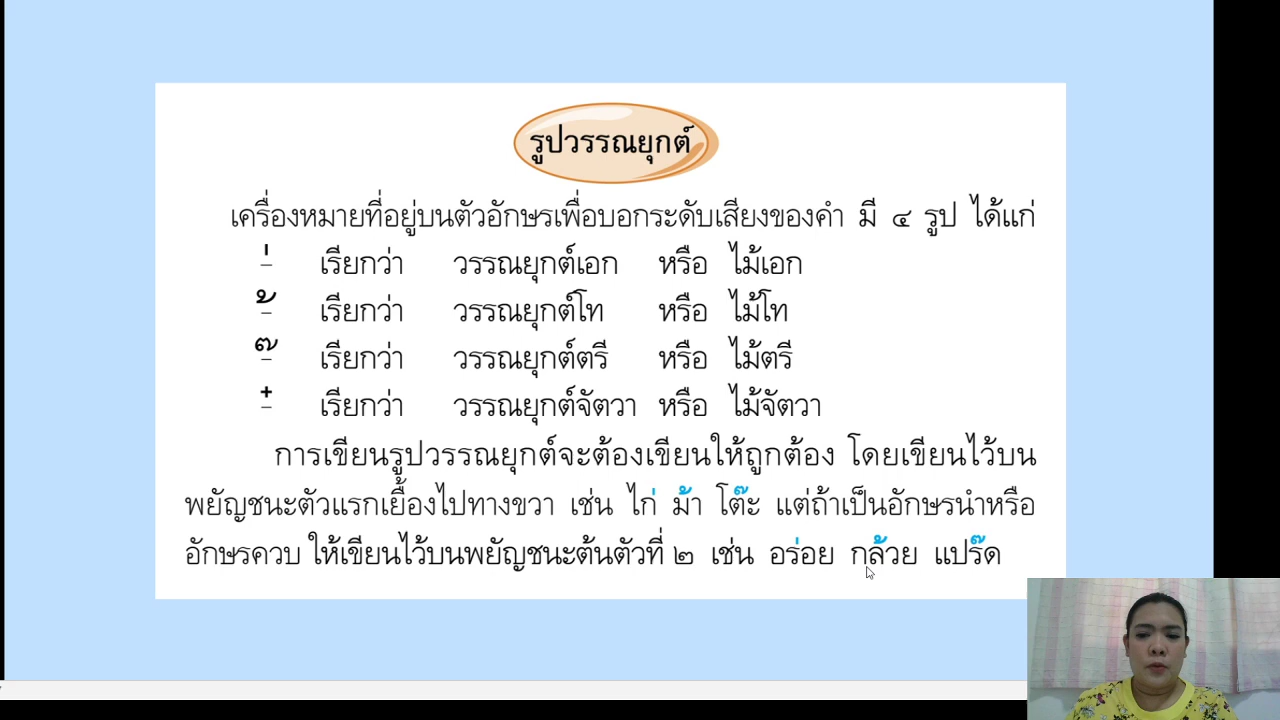 รูปวรรณยุกต์
เครื่องหมายที่อยู่บนตัวอักษรเพื่อบอกระดับเสียงของคำ มี ๔ รูป ได้แก่
-่ เรียกว่า วรรณยุกต์เอก หรือ ไม้เอก
-้ เรียกว่า วรรณยุกต์โท หรือ ไม้โท
-๊ เรียกว่า วรรณยุกต์ตรี หรือ ไม้ตรี
-๋ เรียกว่า วรรณยุกต์จัตวา หรือ ไม้จัตวา
การเขียนรูปวรรณยุกต์จะต้องเขียนให้ถูกต้อง โดยเขียนไว้บน
พยัญชนะตัวแรกเยื้องไปทางขวา เช่น ไก่ ม้า โต๊ะ แต่ถ้าเป็นอักษรนำหรือ
อักษรควบ ให้เขียนไว้บนพยัญชนะต้นตัวที่ ๒ เช่น อร่อย กล้วย แปร๊ด